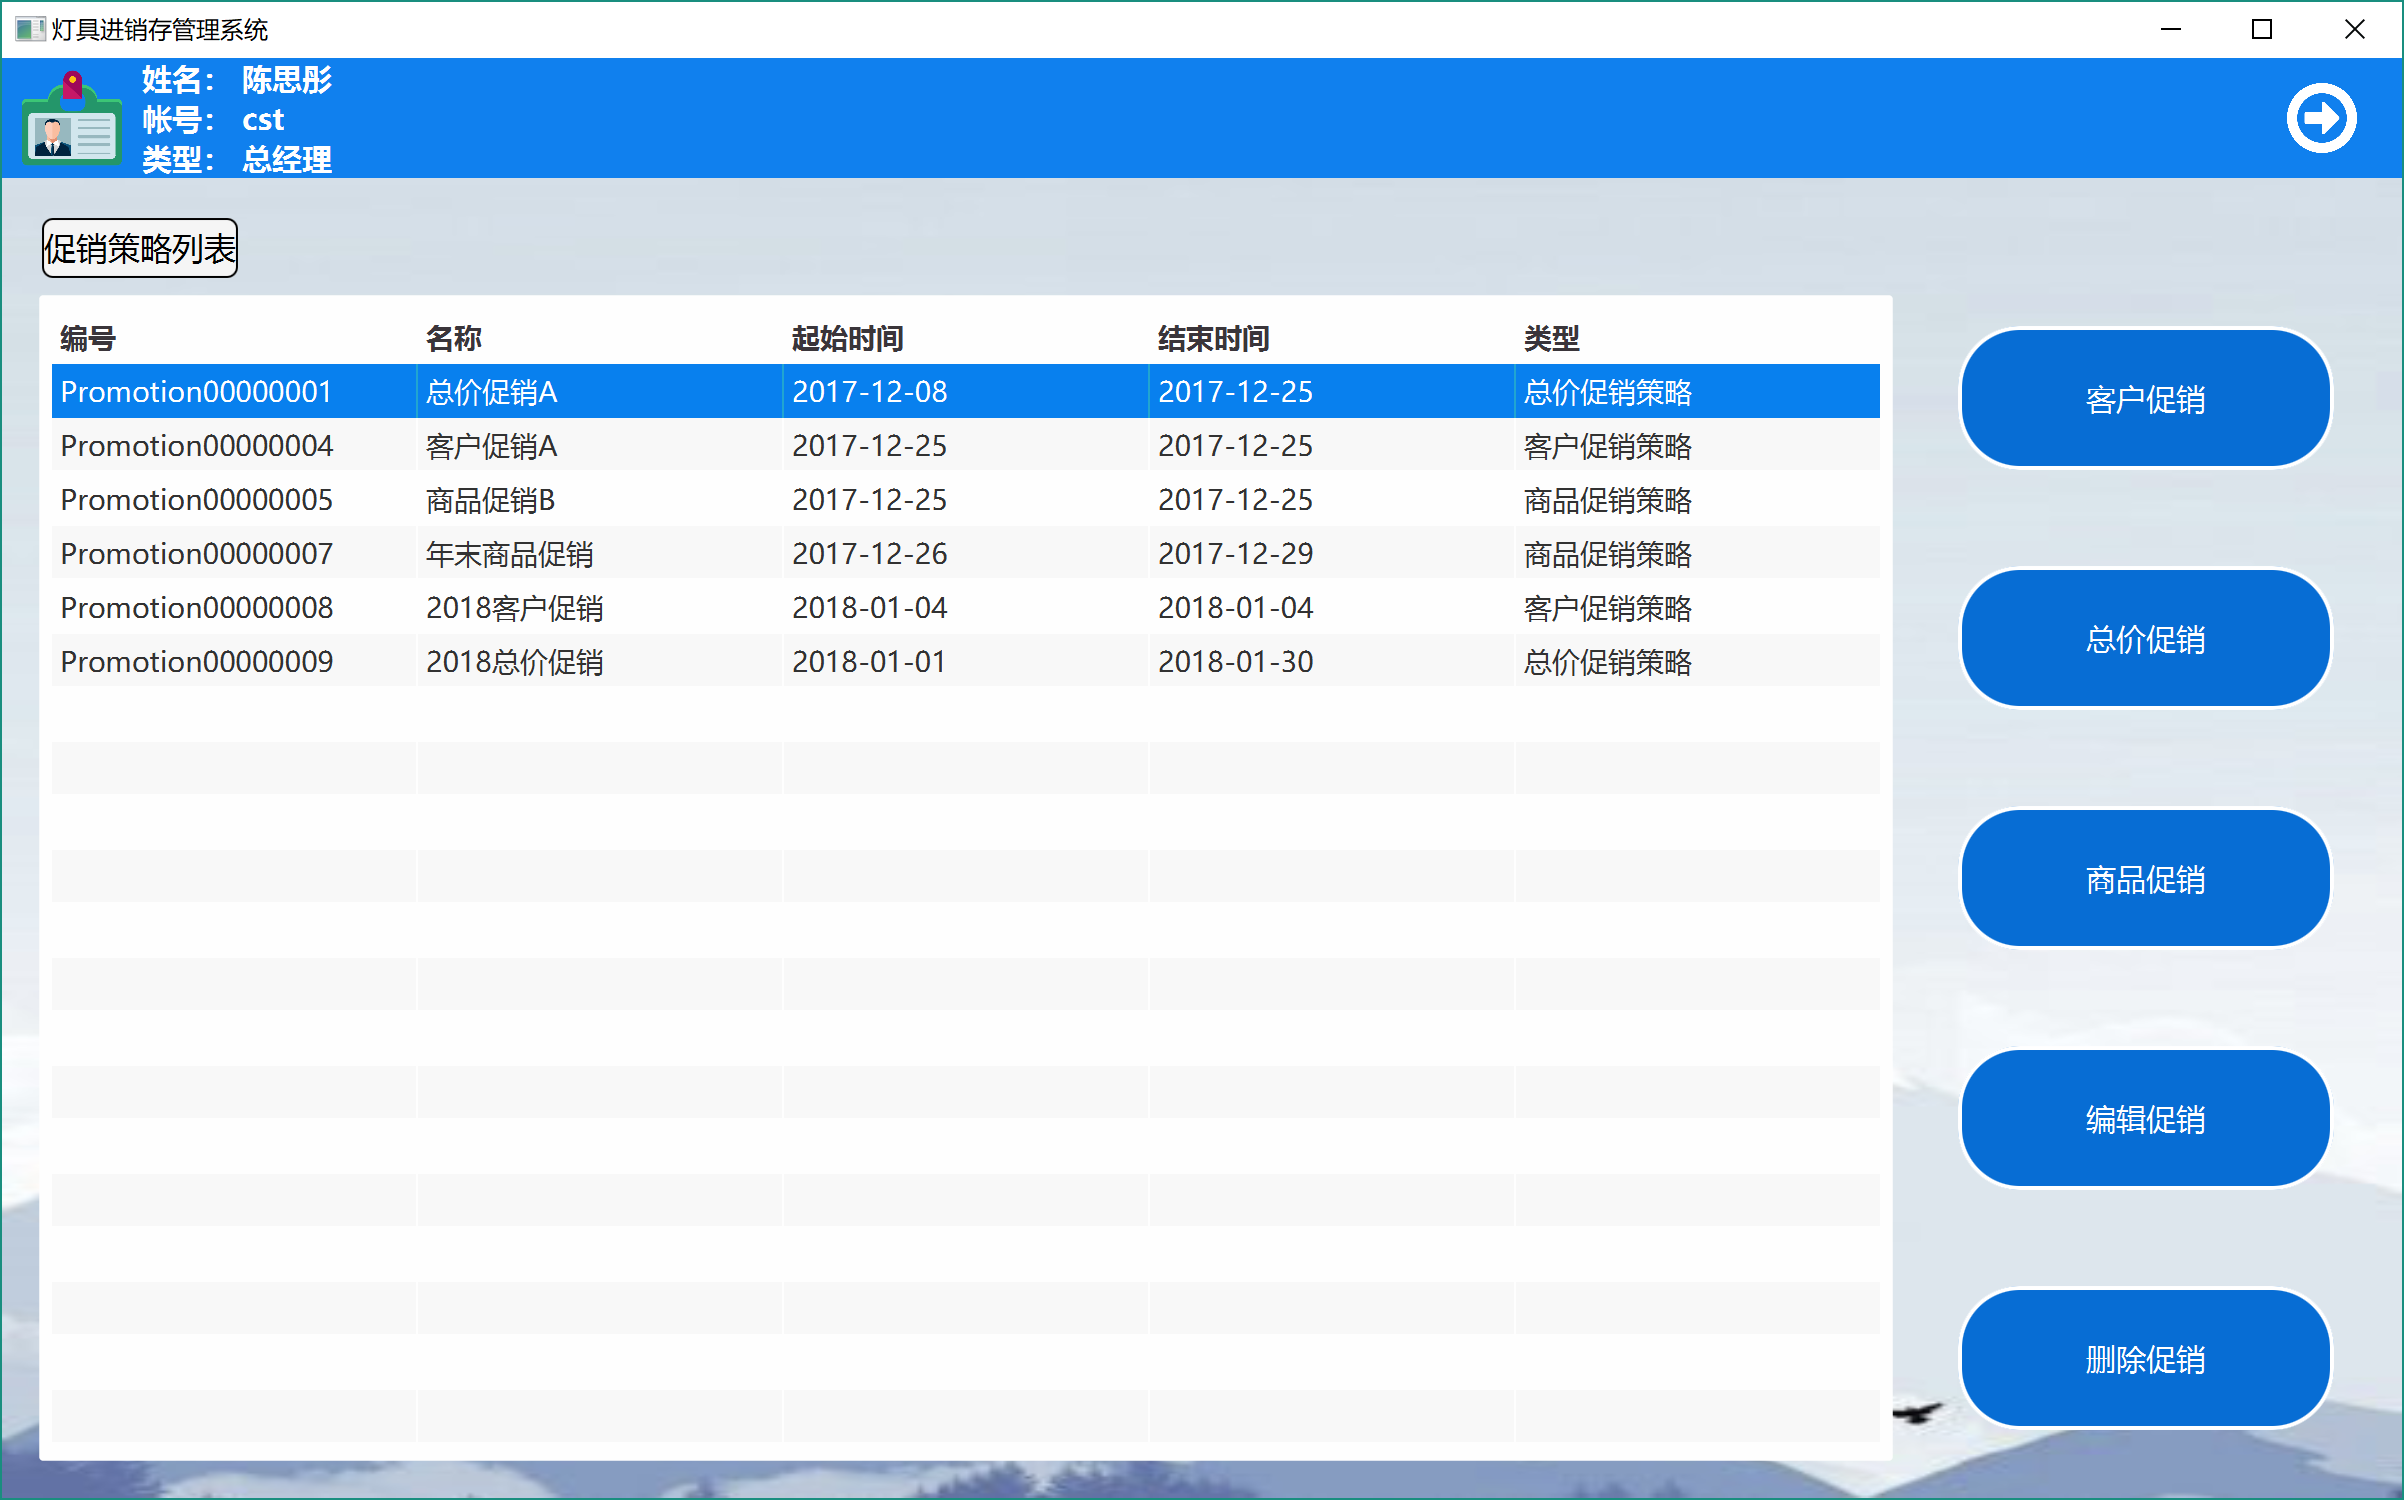 灯具进销存管理系统
姓名： 陈思彤
帐号： cst
类型： 总经理
促销策略列表
编号 名称 起始时间 结束时间 类型
Promotion00000001 总价促销A 2017-12-08 2017-12-25 总价促销策略
Promotion00000004 客户促销A 2017-12-25 2017-12-25 客户促销策略
Promotion00000005 商品促销B 2017-12-25 2017-12-25 商品促销策略
Promotion00000007 年末商品促销 2017-12-26 2017-12-29 商品促销策略
Promotion00000008 2018客户促销 2018-01-04 2018-01-04 客户促销策略
Promotion00000009 2018总价促销 2018-01-01 2018-01-30 总价促销策略
客户促销
总价促销
商品促销
编辑促销
删除促销